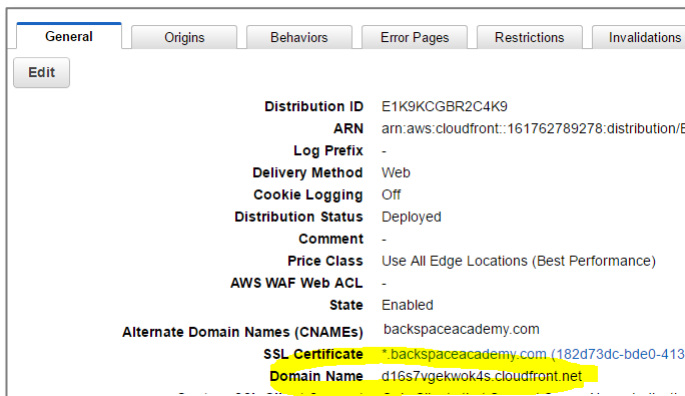 General Origins Behaviors Error Pages Restrictions Invalidations
Edit
Distribution ID E1K9KCGBR2C4K9
ARN arn:aws:cloudfront::161762789278:distribution/E
Log Prefix -
Delivery Method Web
Cookie Logging Off
Distribution Status Deployed
Comment -
Price Class Use All Edge Locations (Best Performance)
AWS WAF Web ACL -
State Enabled
Alternate Domain Names (CNAMEs) backspaceacademy.com
SSL Certificate *.backspaceacademy.com (182d73dc-bde0-413
Domain Name d16s7vgekwok4s.cloudfront.net